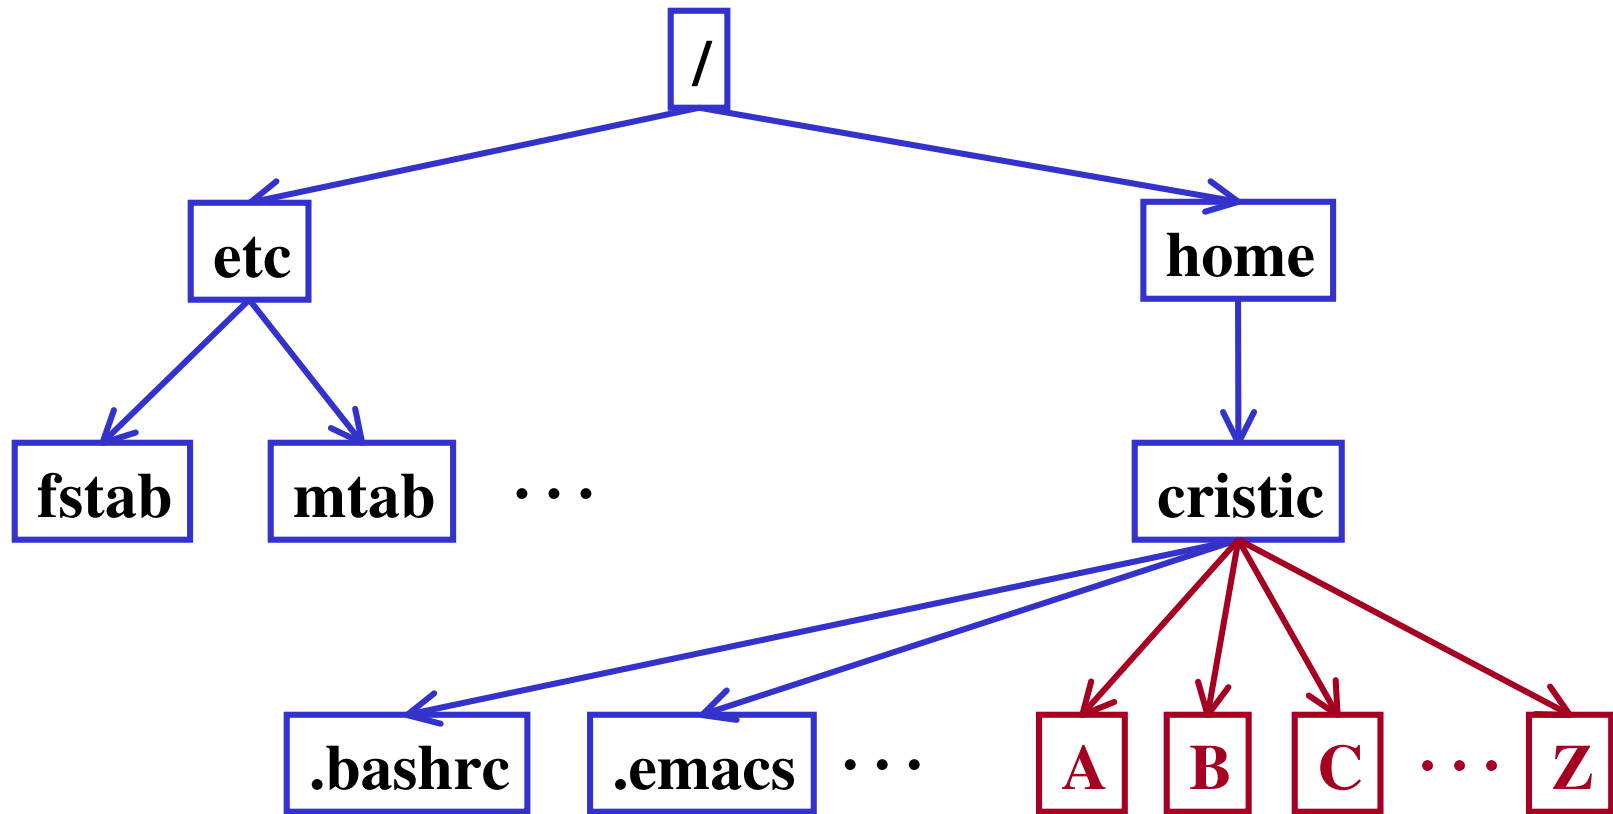 /
etc home
fstab mtab ... cristic
.bashrc .emacs ... A B C ... Z